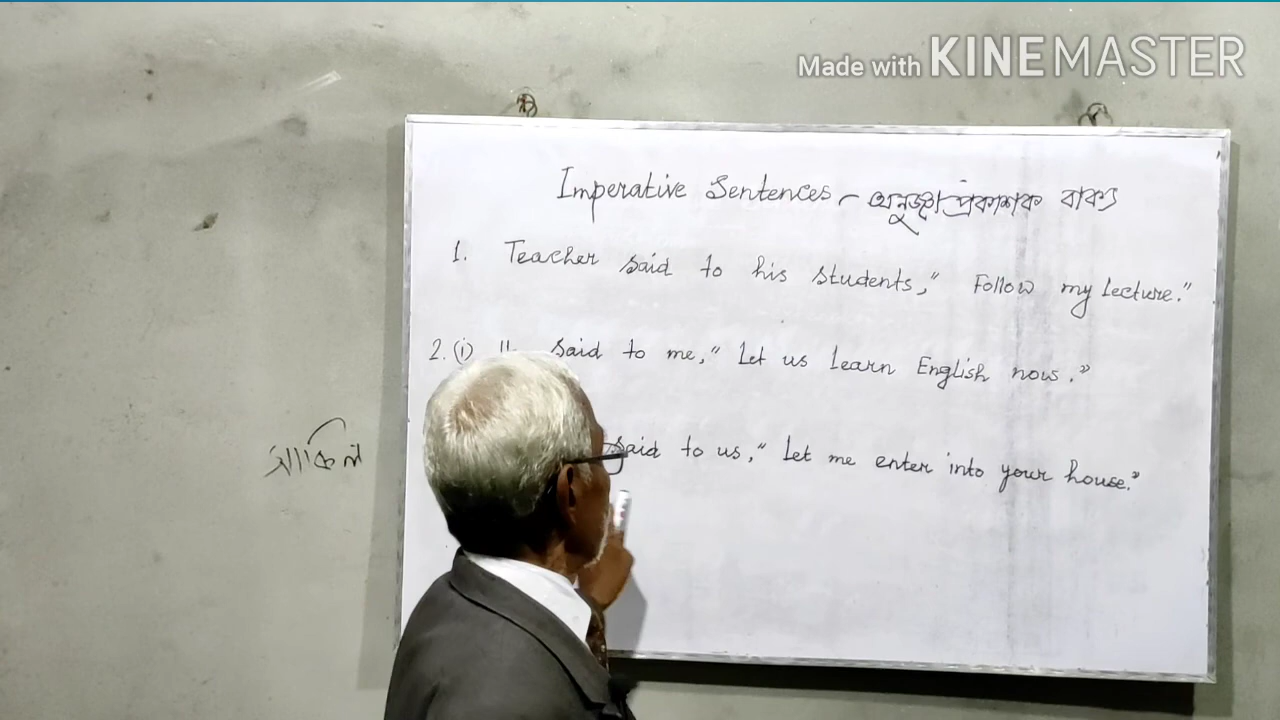 Made with KINEMASTER
Imperative Sentences - অনুজ্ঞা প্রকাশক বাক্য
1. Teacher said to his students, " Follow my Lecture."
2. (i) said to me, " Let us learn English now."
said to us, " Let me enter into your house."